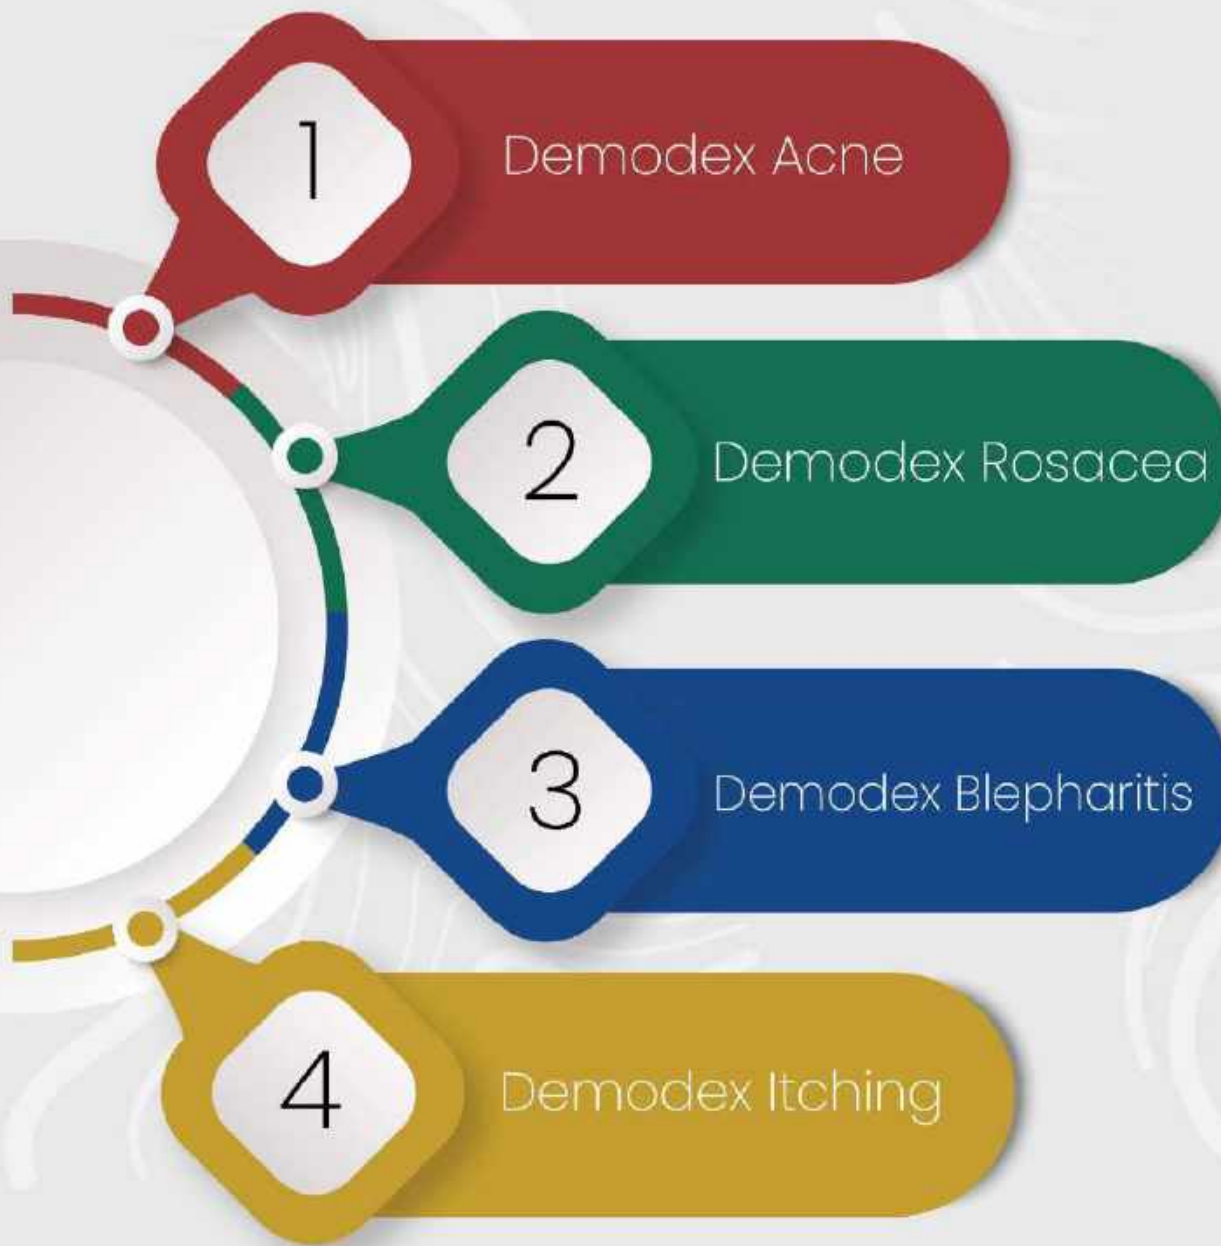 1
Demodex Acne
2
Demodex Rosacea
3
Demodex Blepharitis
4
Demodex Itching